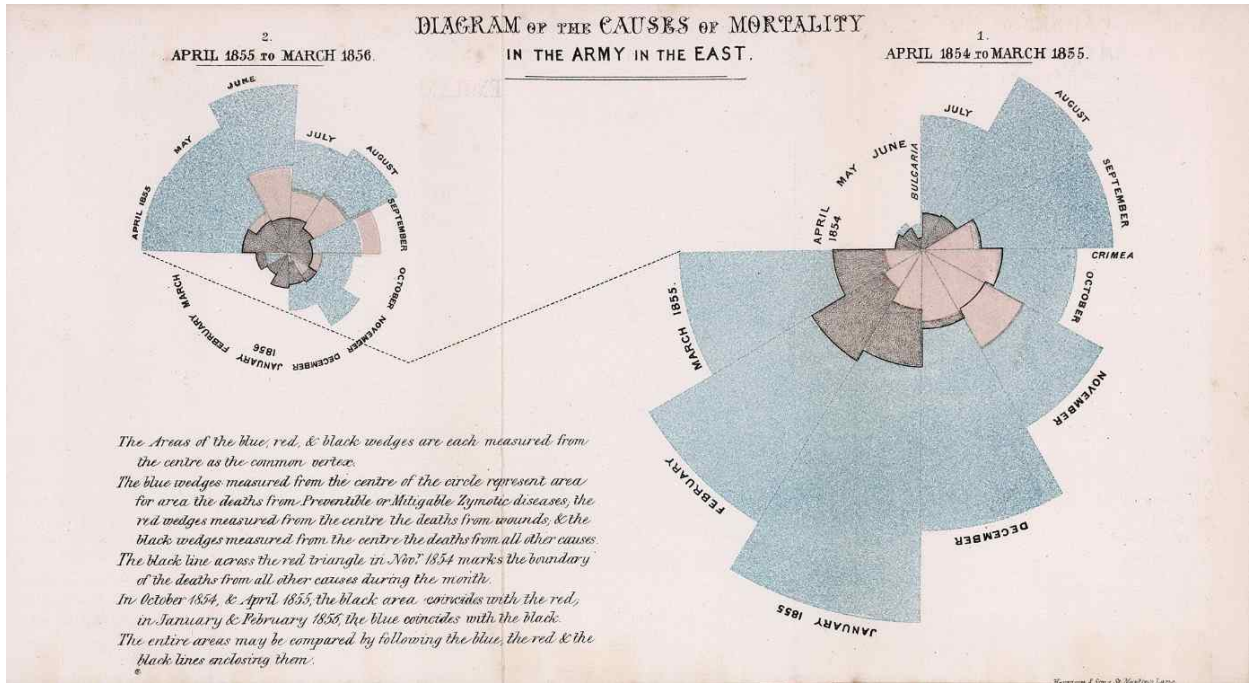 DIAGRAM OF THE CAUSES OF MORTALITY
IN THE ARMY IN THE EAST.
2.
APRIL 1855 TO MARCH 1856.
JUNE
JULY
MAY
AUGUST
APRIL 1855
SEPTEMBER
OCTOBER
NOVEMBER
DECEMBER
JANUARY
1856
FEBRUARY
MARCH
1.
APRIL 1854 TO MARCH 1855.
APRIL
1854
MAY
JUNE
JULY
AUGUST
SEPTEMBER
BULGARIA
CRIMEA
OCTOBER
NOVEMBER
DECEMBER
JANUARY 1855
FEBRUARY
MARCH 1855.
The Areas of the blue, red, & black wedges are each measured from
the centre as the common vertex.
The blue wedges measured from the centre of the circle represent area
for area the deaths from Preventible or Mitigable Zymotic diseases; the
red wedges measured from the centre the deaths from wounds, & the
black wedges measured from the centre the deaths from all other causes.
The black line across the red triangle in Novr. 1854 marks the boundary
of the deaths from all other causes during the month.
In October 1854, & April 1855, the black area coincides with the red;
in January & February 1855, the blue coincides with the black.
The entire areas may be compared by following the blue, the red & the
black lines enclosing them.